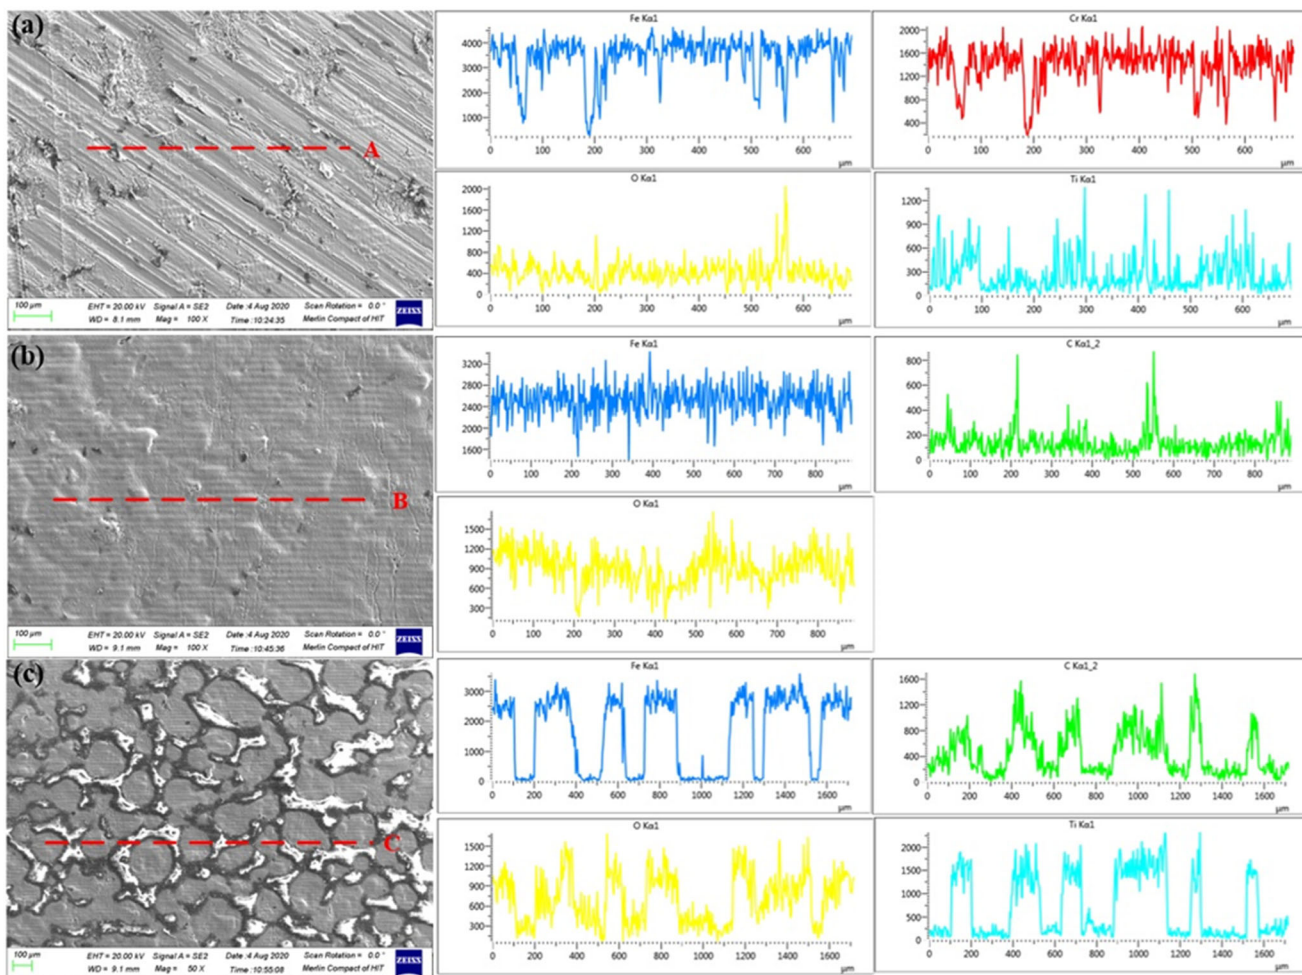 (a)
A
100 μm
EHT = 20.00 kV Signal A = SE2 Date :4 Aug 2020 Scan Rotation = 0.0 °
WD = 8.1 mm Mag = 100 X Time :10:24:35 Merlin Compact of HIT
ZEISS
Fe Kα1
4000
3000
2000
1000
0 100 200 300 400 500 600
μm
Cr Kα1
2000
1600
1200
800
400
0 100 200 300 400 500 600
μm
O Kα1
2000
1600
1200
800
400
0
0 100 200 300 400 500 600
μm
Ti Kα1
1200
900
600
300
0
0 100 200 300 400 500 600
μm
(b)
B
100 μm
EHT = 20.00 kV Signal A = SE2 Date :4 Aug 2020 Scan Rotation = 0.0 °
WD = 9.1 mm Mag = 100 X Time :10:45:36 Merlin Compact of HIT
ZEISS
Fe Kα1
3200
2800
2400
2000
1600
0 100 200 300 400 500 600 700 800
μm
C Kα1_2
800
600
400
200
0
0 100 200 300 400 500 600 700 800
μm
O Kα1
1500
1200
900
600
300
0 100 200 300 400 500 600 700 800
μm
(c)
C
100 μm
EHT = 20.00 kV Signal A = SE2 Date :4 Aug 2020 Scan Rotation = 0.0 °
WD = 9.1 mm Mag = 50 X Time :10:55:08 Merlin Compact of HIT
ZEISS
Fe Kα1
3000
2000
1000
0
0 200 400 600 800 1000 1200 1400 1600
μm
C Kα1_2
1600
1200
800
400
0
0 200 400 600 800 1000 1200 1400 1600
μm
O Kα1
1500
1200
900
600
300
0 200 400 600 800 1000 1200 1400 1600
μm
Ti Kα1
2000
1500
1000
500
0
0 200 400 600 800 1000 1200 1400 1600
μm